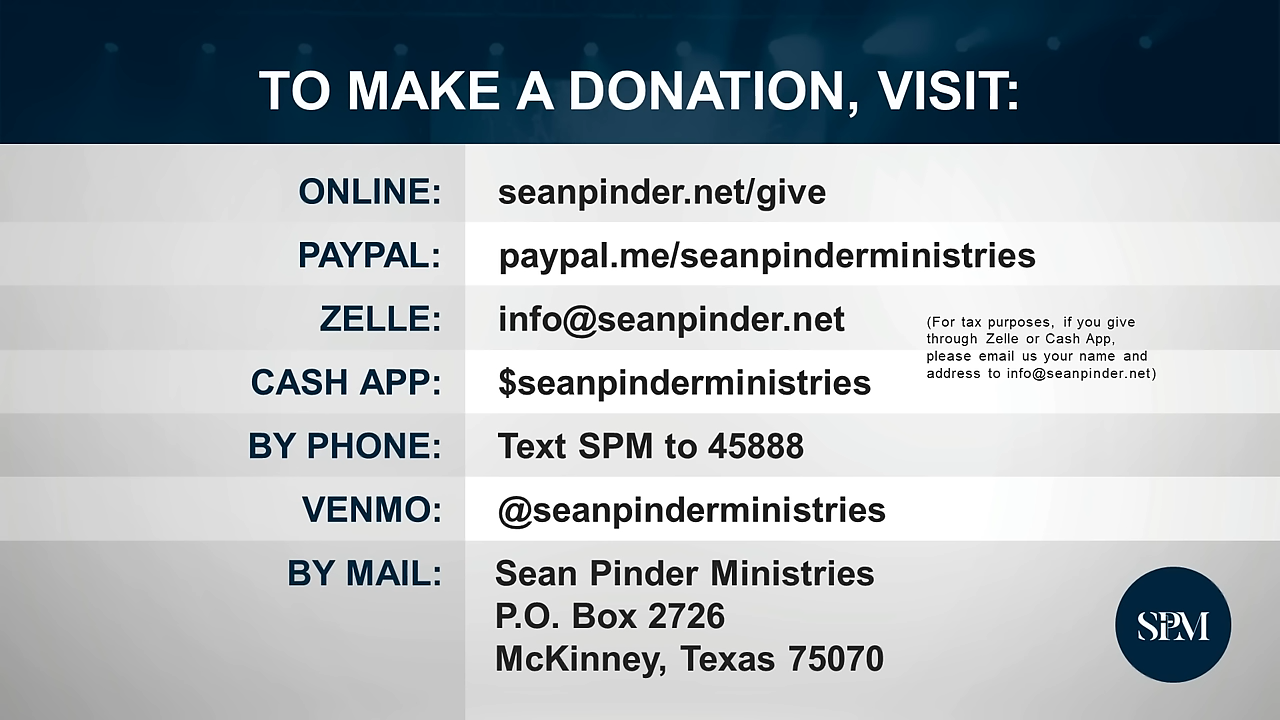 TO MAKE A DONATION, VISIT:
ONLINE: seanpinder.net/give
PAYPAL: paypal.me/seanpinderministries
ZELLE: info@seanpinder.net
CASH APP: $seanpinderministries
(For tax purposes, if you give
through Zelle or Cash App,
please email us your name and
address to info@seanpinder.net)
BY PHONE: Text SPM to 45888
VENMO: @seanpinderministries
BY MAIL: Sean Pinder Ministries
P.O. Box 2726
McKinney, Texas 75070
SPM